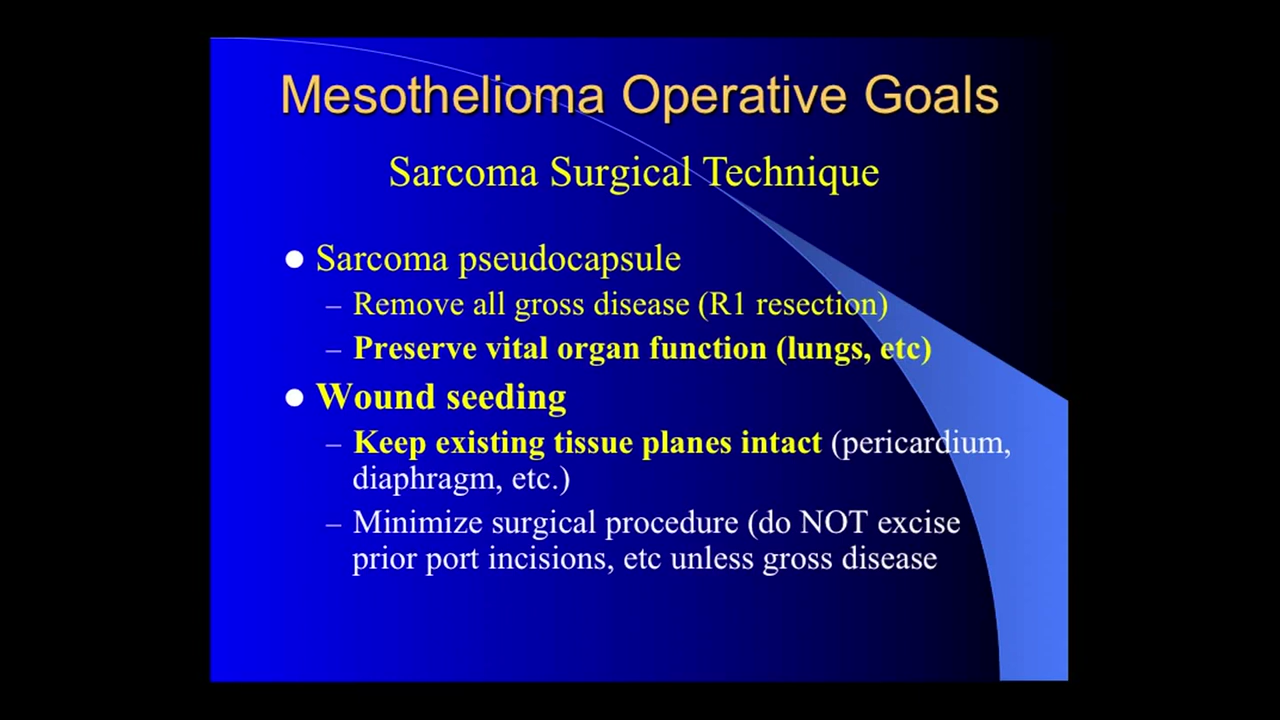 Mesothelioma Operative Goals
Sarcoma Surgical Technique
● Sarcoma pseudocapsule
– Remove all gross disease (R1 resection)
– Preserve vital organ function (lungs, etc)
● Wound seeding
– Keep existing tissue planes intact (pericardium,
diaphragm, etc.)
– Minimize surgical procedure (do NOT excise
prior port incisions, etc unless gross disease